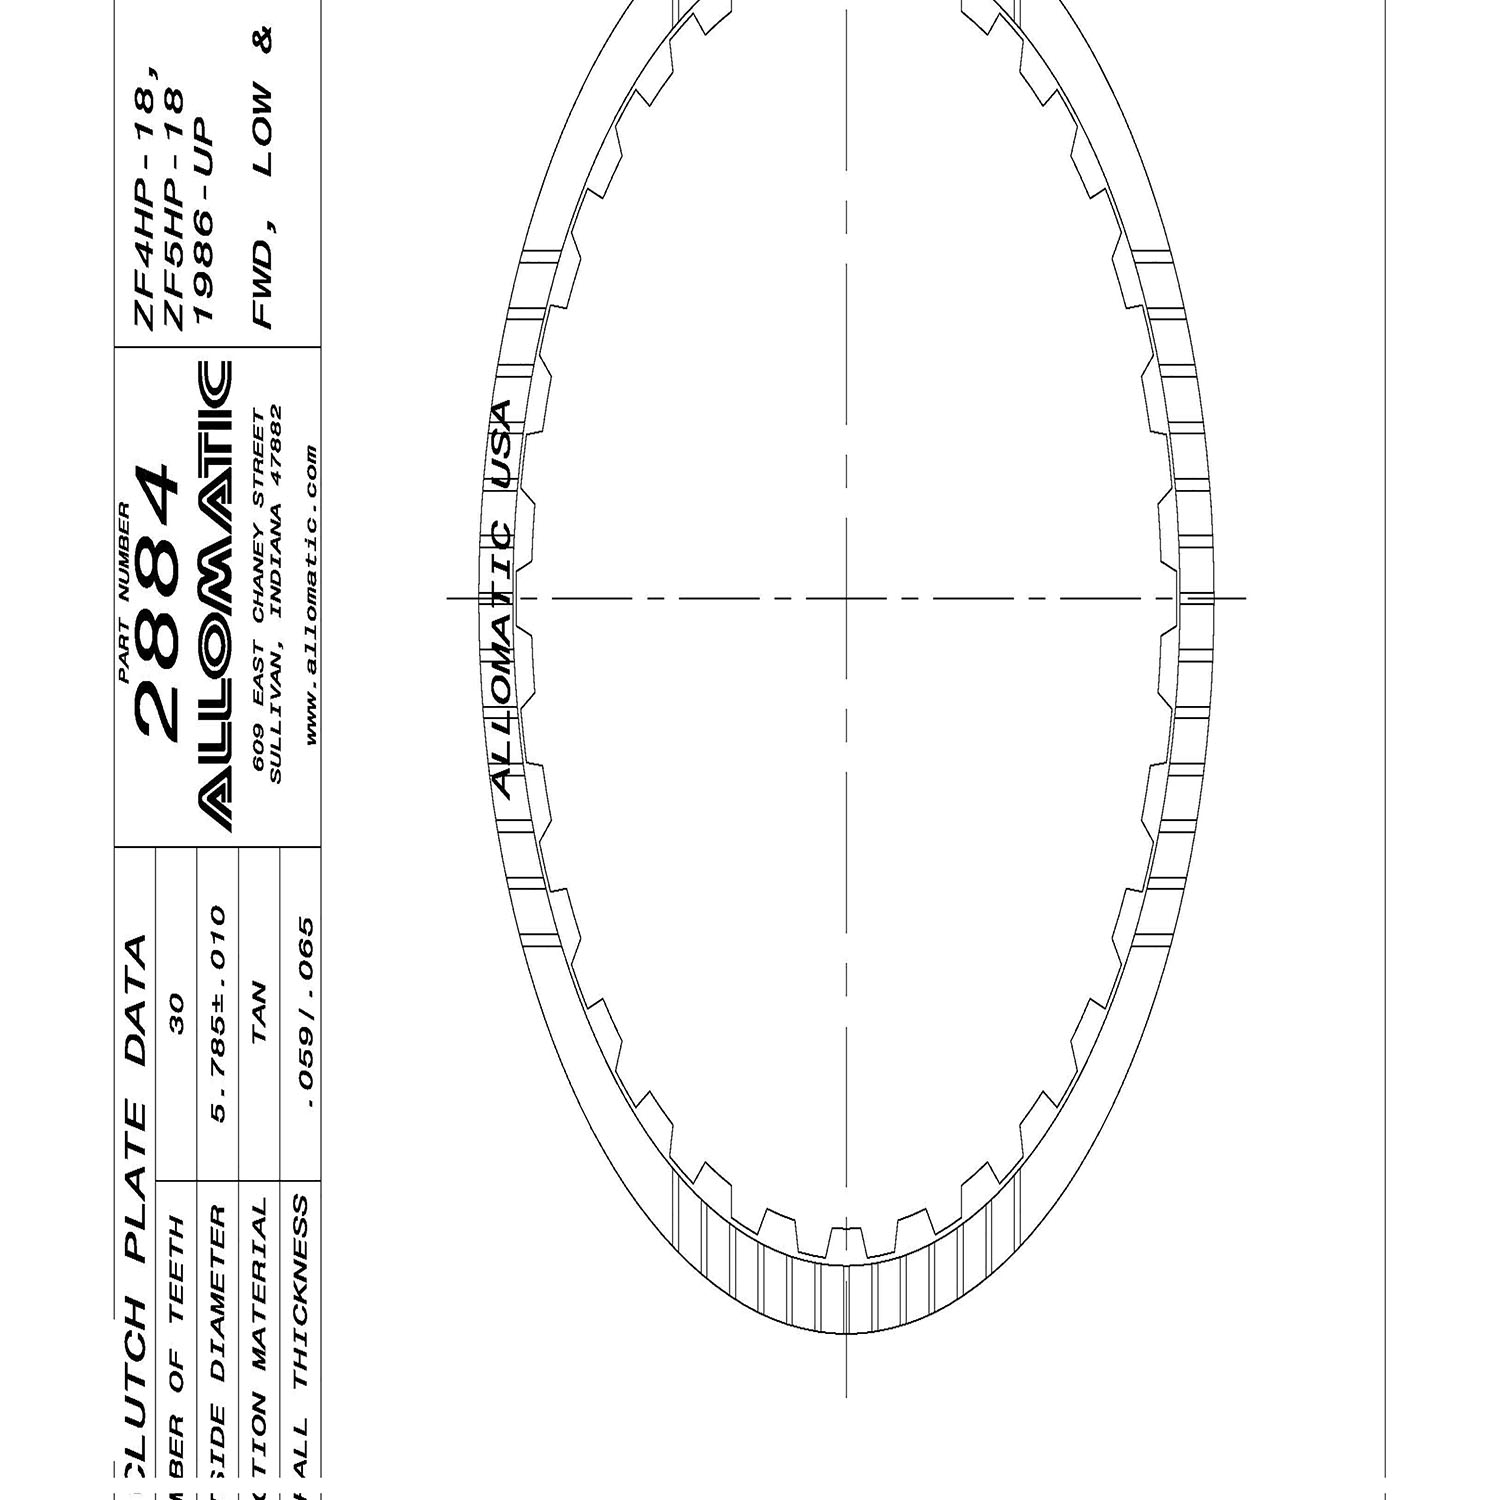 CLUTCH PLATE DATA
BER OF TEETH 30
SIDE DIAMETER 5.785±.010
TION MATERIAL TAN
ALL THICKNESS .059/.065
PART NUMBER
2884
ALLOMATIC
609 EAST CHANEY STREET
SULLIVAN, INDIANA 47882
www.allomatic.com
ZF4HP-18,
ZF5HP-18
1986-UP
FWD, LOW &
ALLOMATIC USA